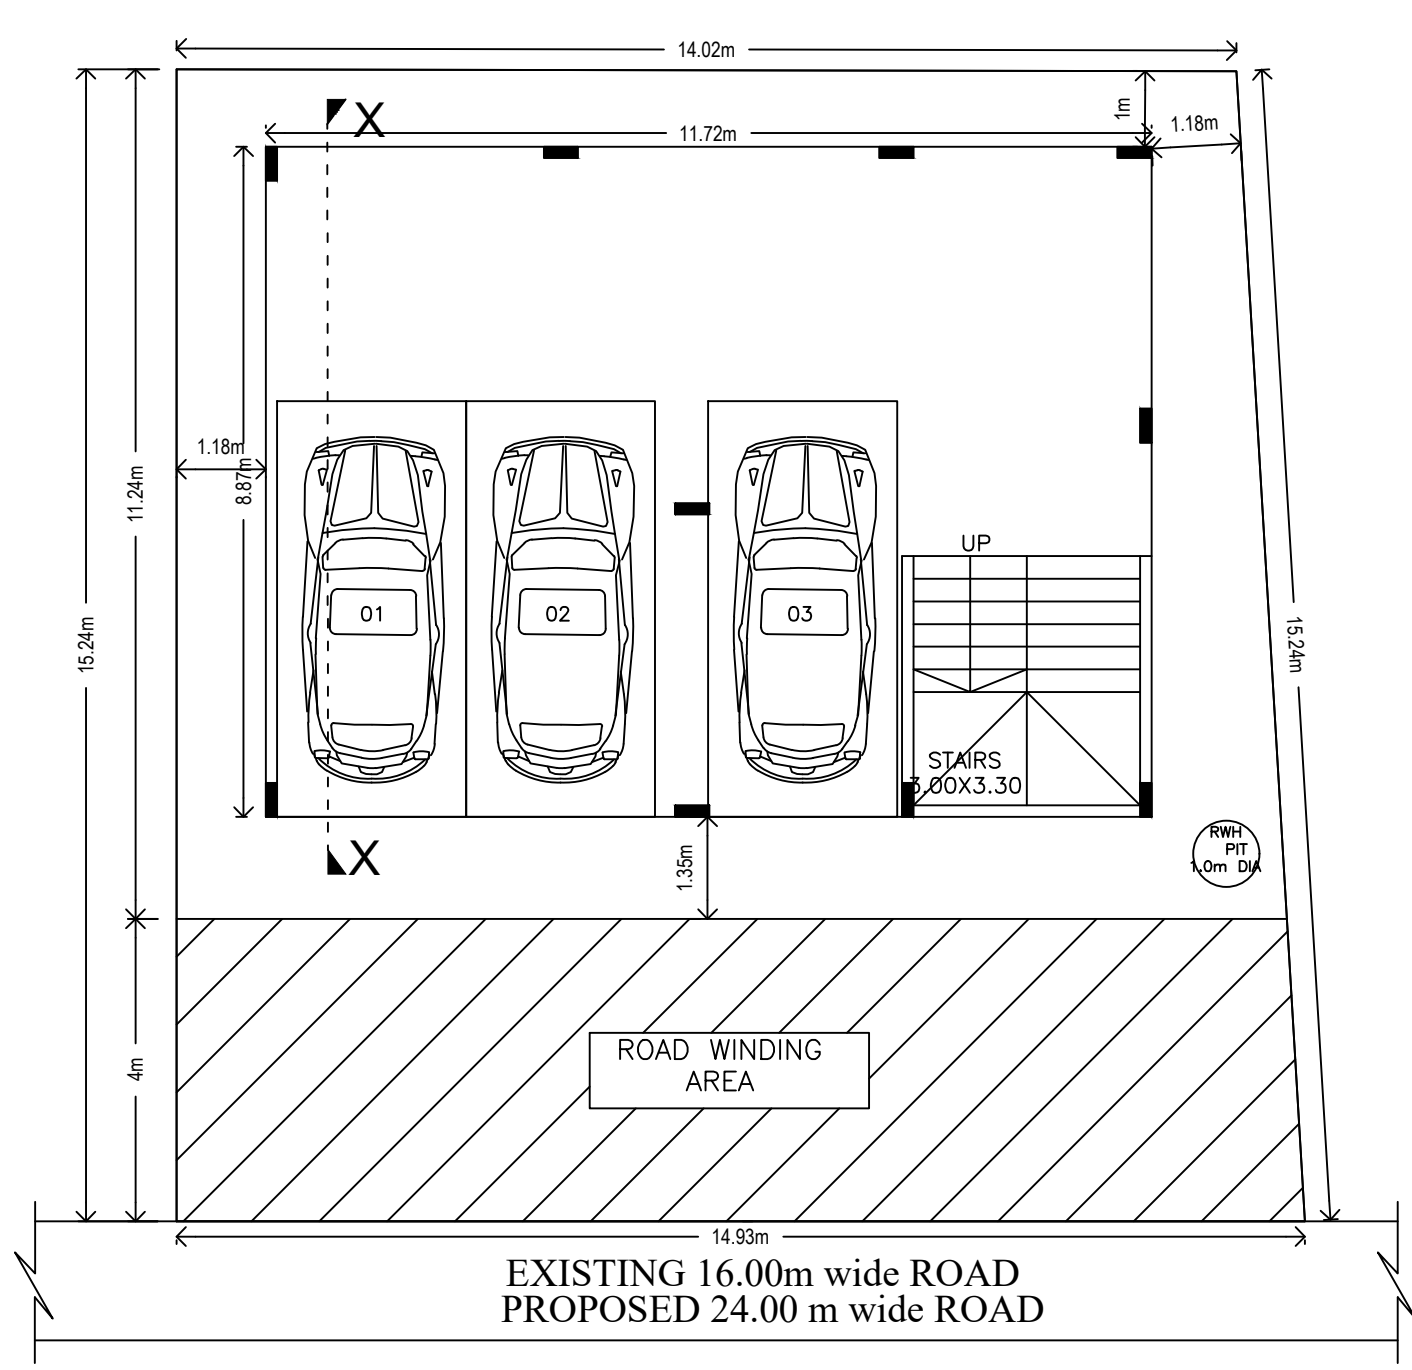 14.02m
X
11.72m
1m
1.18m
1.18m
8.87m
11.24m
15.24m
UP
01
02
03
15.24m
STAIRS
3.00X3.30
RWH
PIT
1.0m DIA
X
1.35m
4m
ROAD WINDING
AREA
14.93m
EXISTING 16.00m wide ROAD
PROPOSED 24.00 m wide ROAD